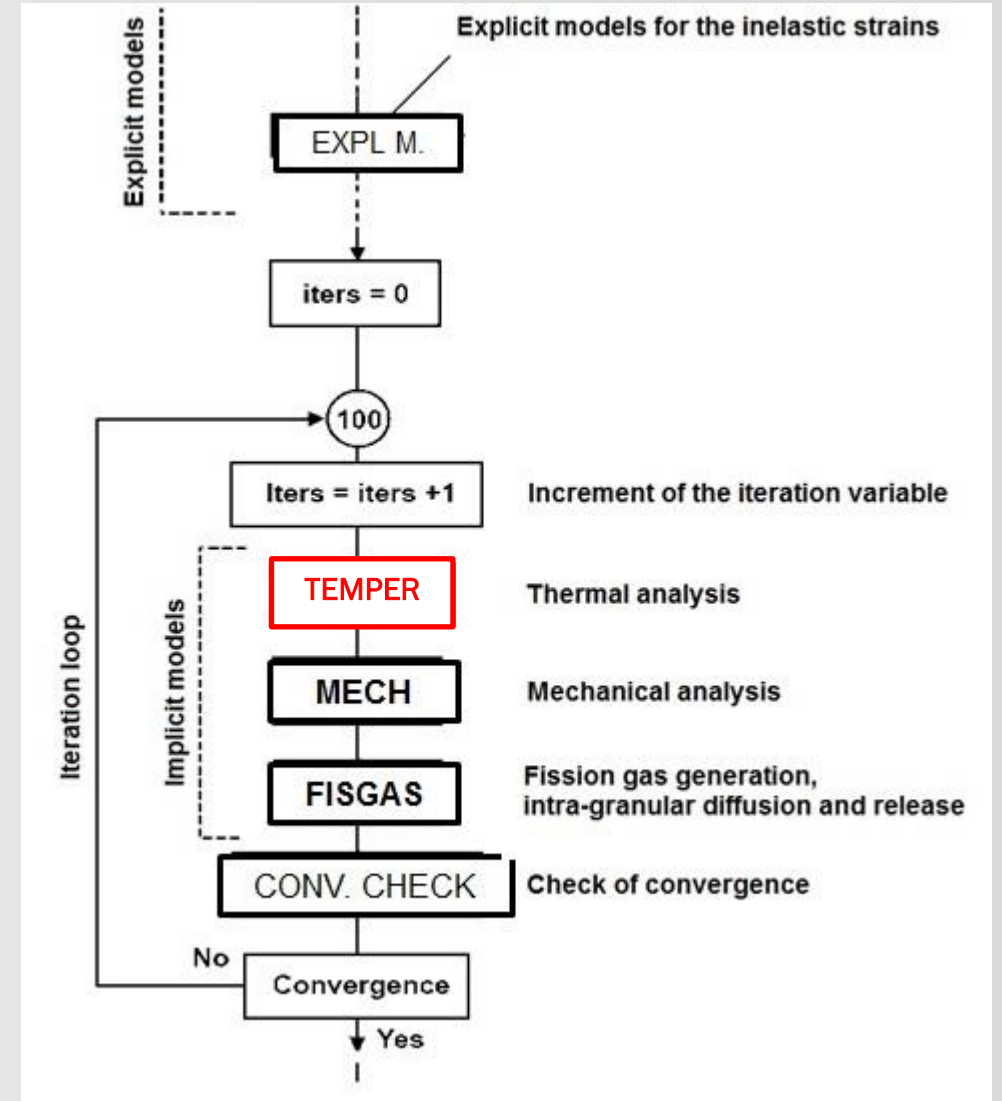 Explicit models for the inelastic strains
Explicit models
EXPL M.
iters = 0
100
Iters = iters +1
Increment of the iteration variable
TEMPER
Thermal analysis
Iteration loop
Implicit models
MECH
Mechanical analysis
FISGAS
Fission gas generation,
intra-granular diffusion and release
CONV. CHECK
Check of convergence
No
Convergence
Yes